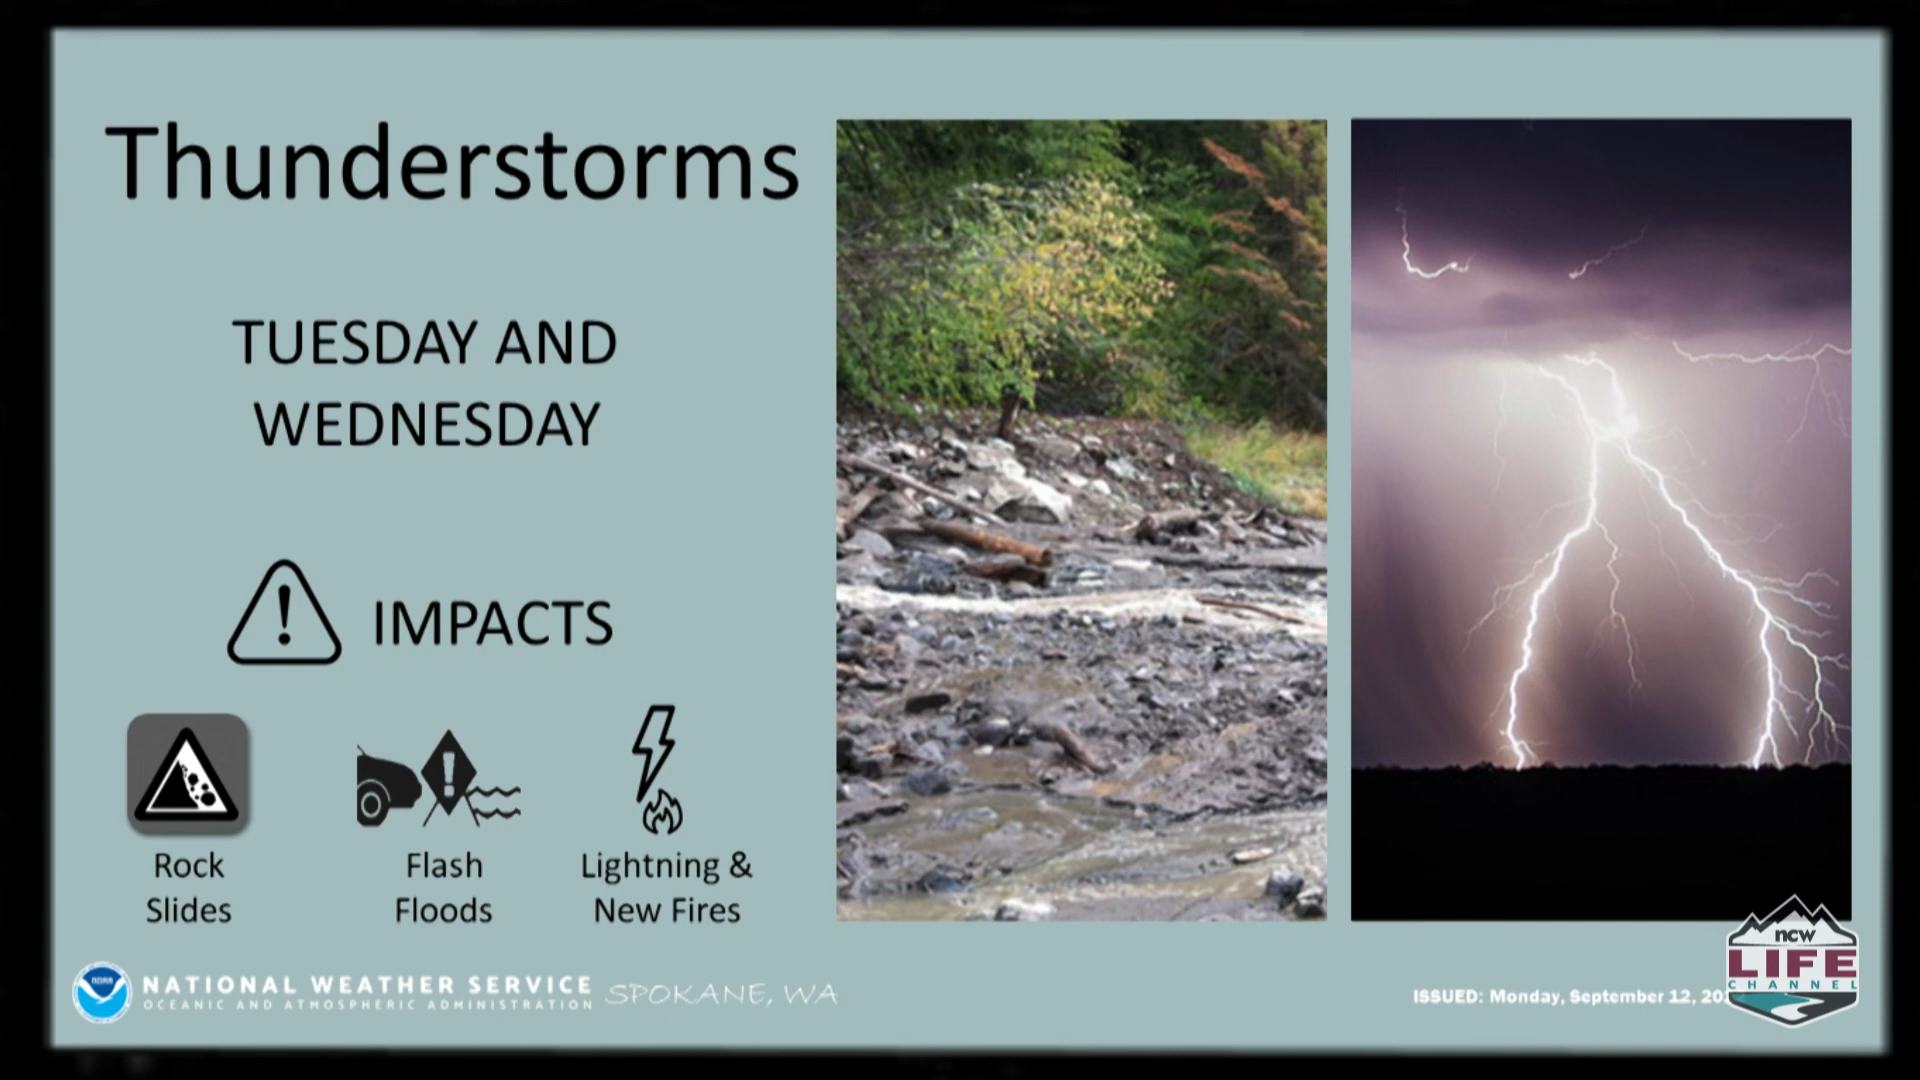 Thunderstorms
TUESDAY AND
WEDNESDAY
! IMPACTS
!
Rock
Slides
Flash
Floods
Lightning &
New Fires
NOAA
NATIONAL WEATHER SERVICE
OCEANIC AND ATMOSPHERIC ADMINISTRATION
SPOKANE, WA
ISSUED: Monday, September 12,
ncw
LIFE
CHANNEL